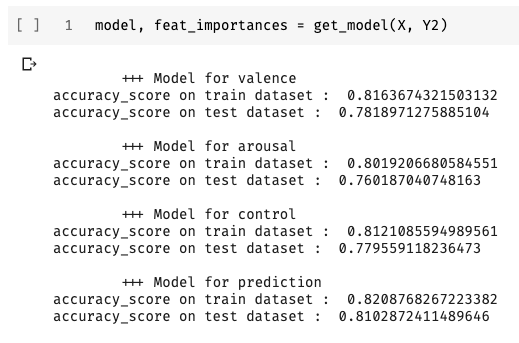 [ ] 1 model, feat_importances = get_model(X, Y2)
+++ Model for valence
accuracy_score on train dataset : 0.8163674321503132
accuracy_score on test dataset : 0.7818971275885104
+++ Model for arousal
accuracy_score on train dataset : 0.8019206680584551
accuracy_score on test dataset : 0.760187040748163
+++ Model for control
accuracy_score on train dataset : 0.8121085594989561
accuracy_score on test dataset : 0.779559118236473
+++ Model for prediction
accuracy_score on train dataset : 0.8208768267223382
accuracy_score on test dataset : 0.8102872411489646